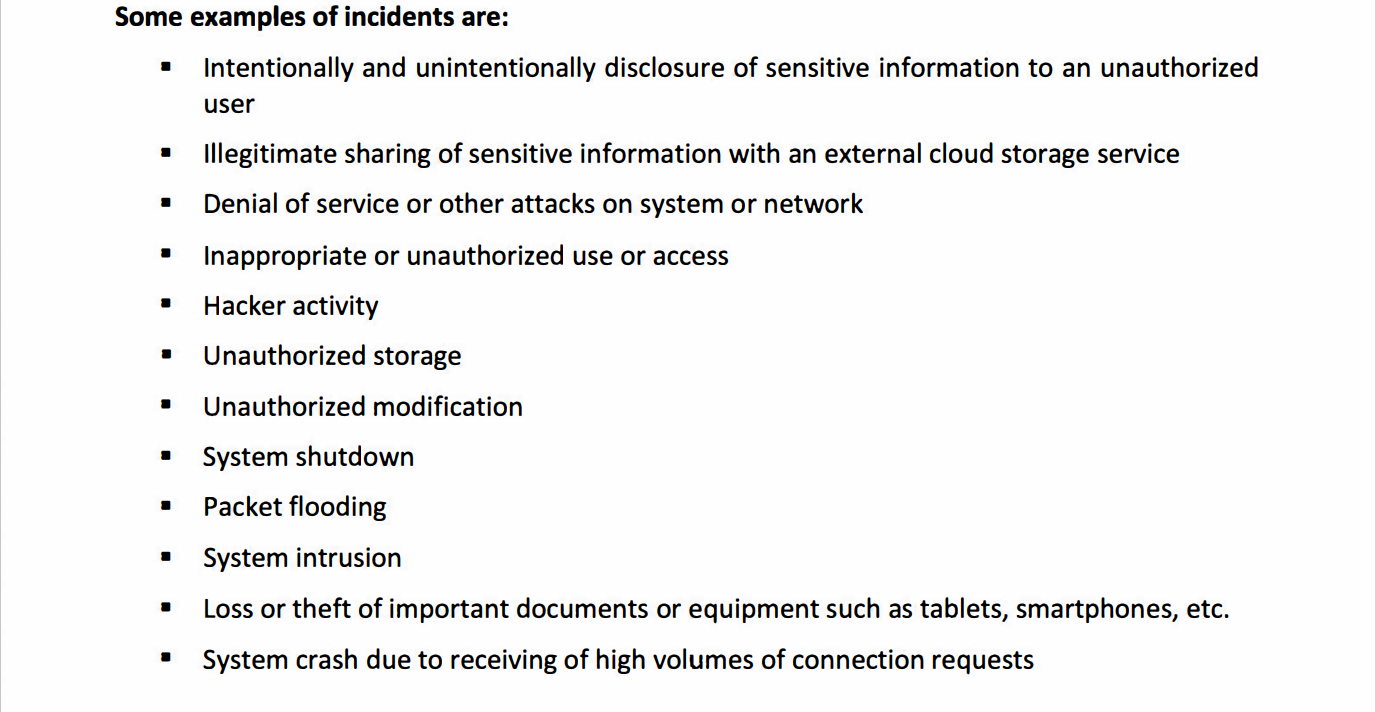 Some examples of incidents are:
▪ Intentionally and unintentionally disclosure of sensitive information to an unauthorized
user
▪ Illegitimate sharing of sensitive information with an external cloud storage service
▪ Denial of service or other attacks on system or network
▪ Inappropriate or unauthorized use or access
▪ Hacker activity
▪ Unauthorized storage
▪ Unauthorized modification
▪ System shutdown
▪ Packet flooding
▪ System intrusion
▪ Loss or theft of important documents or equipment such as tablets, smartphones, etc.
▪ System crash due to receiving of high volumes of connection requests